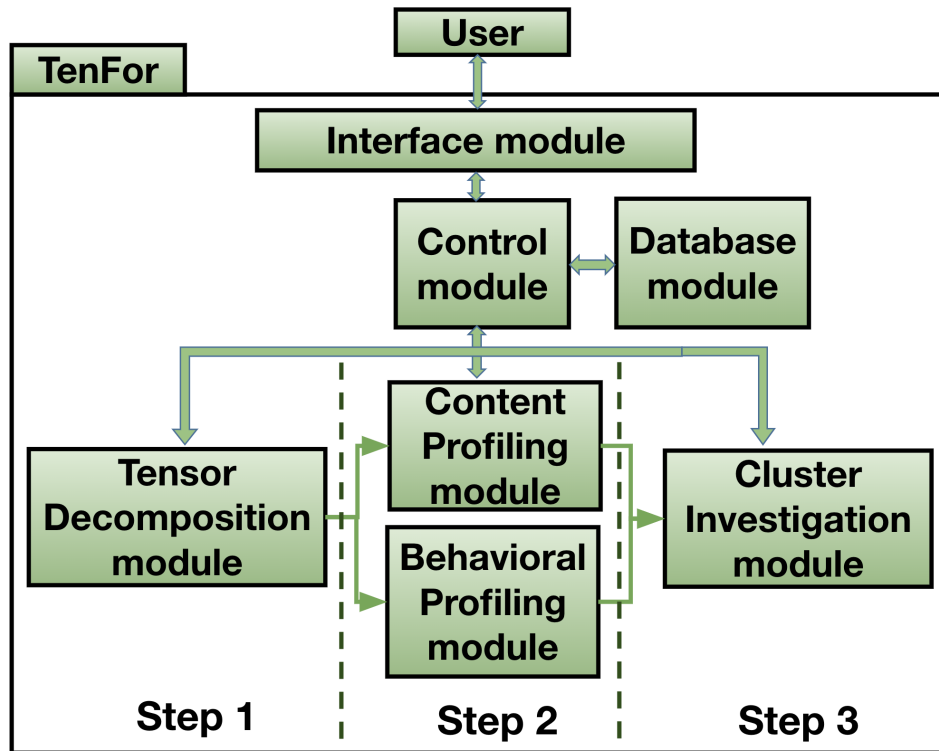 User
TenFor
Interface module
Control
module
Database
module
Tensor
Decomposition
module
Content
Profiling
module
Behavioral
Profiling
module
Cluster
Investigation
module
Step 1
Step 2
Step 3